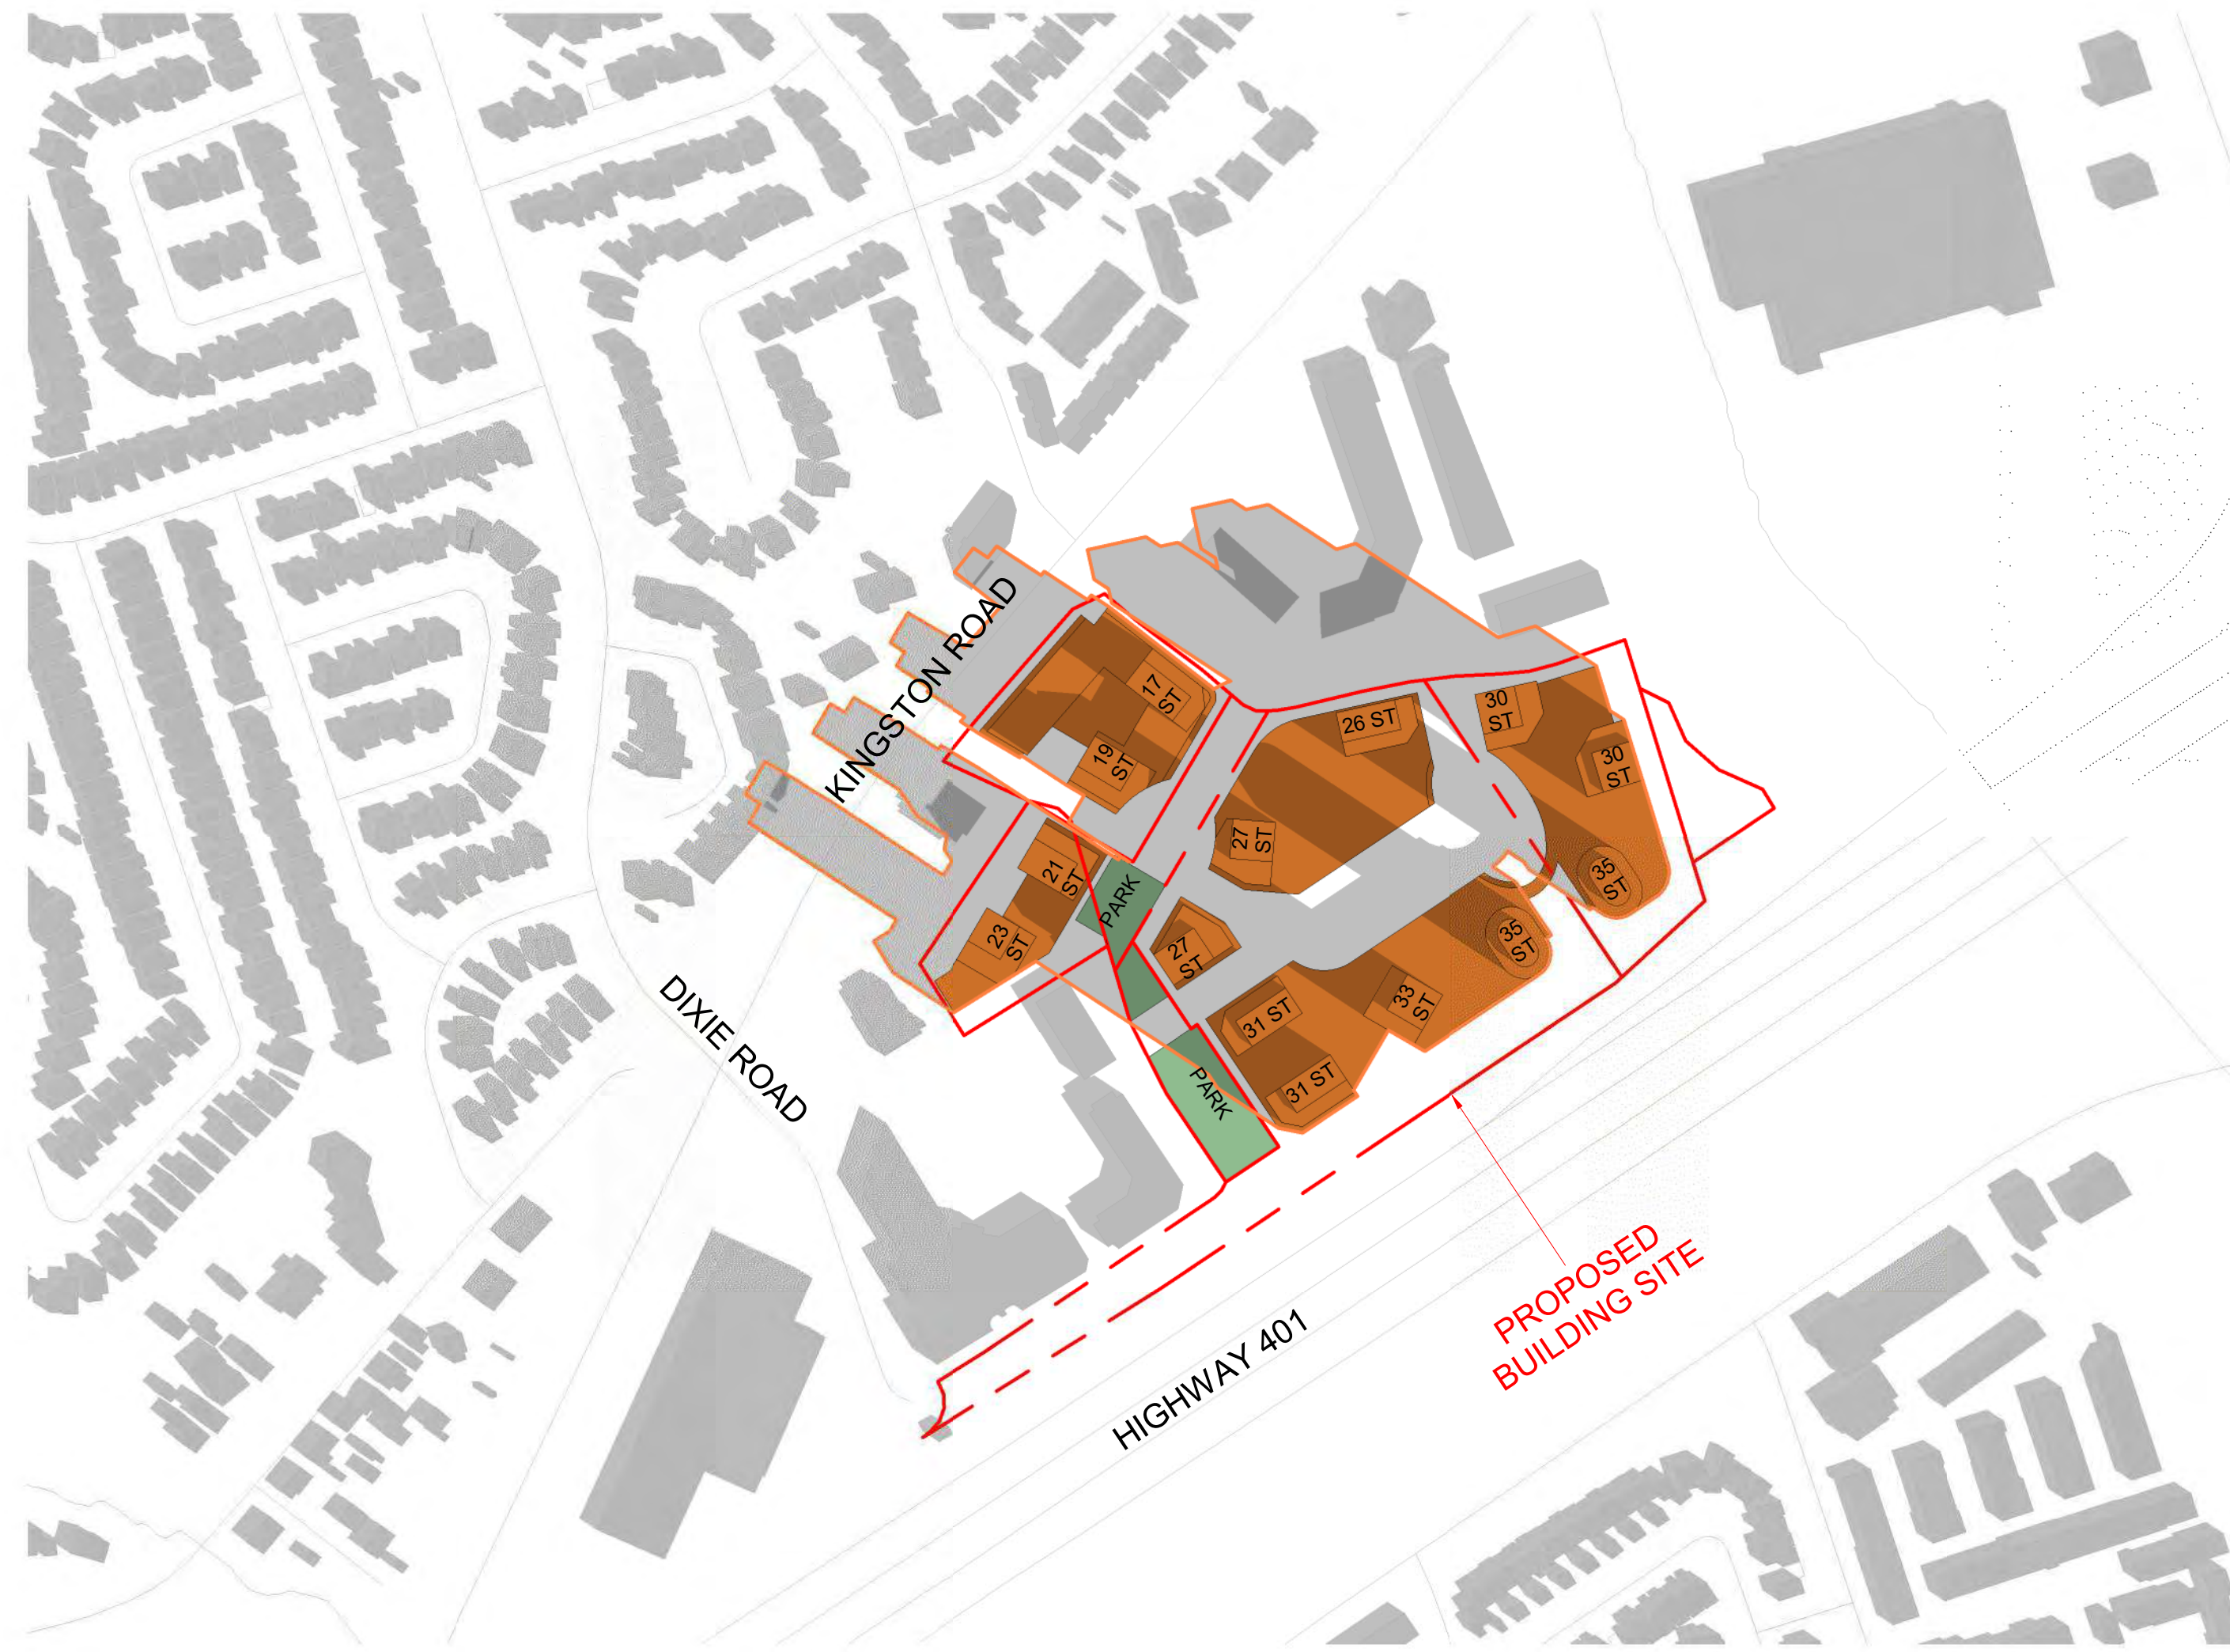 KINGSTON ROAD
17
ST
19
ST
26 ST
30
ST
30
ST
27
ST
21
ST
PARK
35
ST
23
ST
27
ST
35
ST
33
ST
31 ST
31 ST
PARK
DIXIE ROAD
HIGHWAY 401
PROPOSED
BUILDING SITE